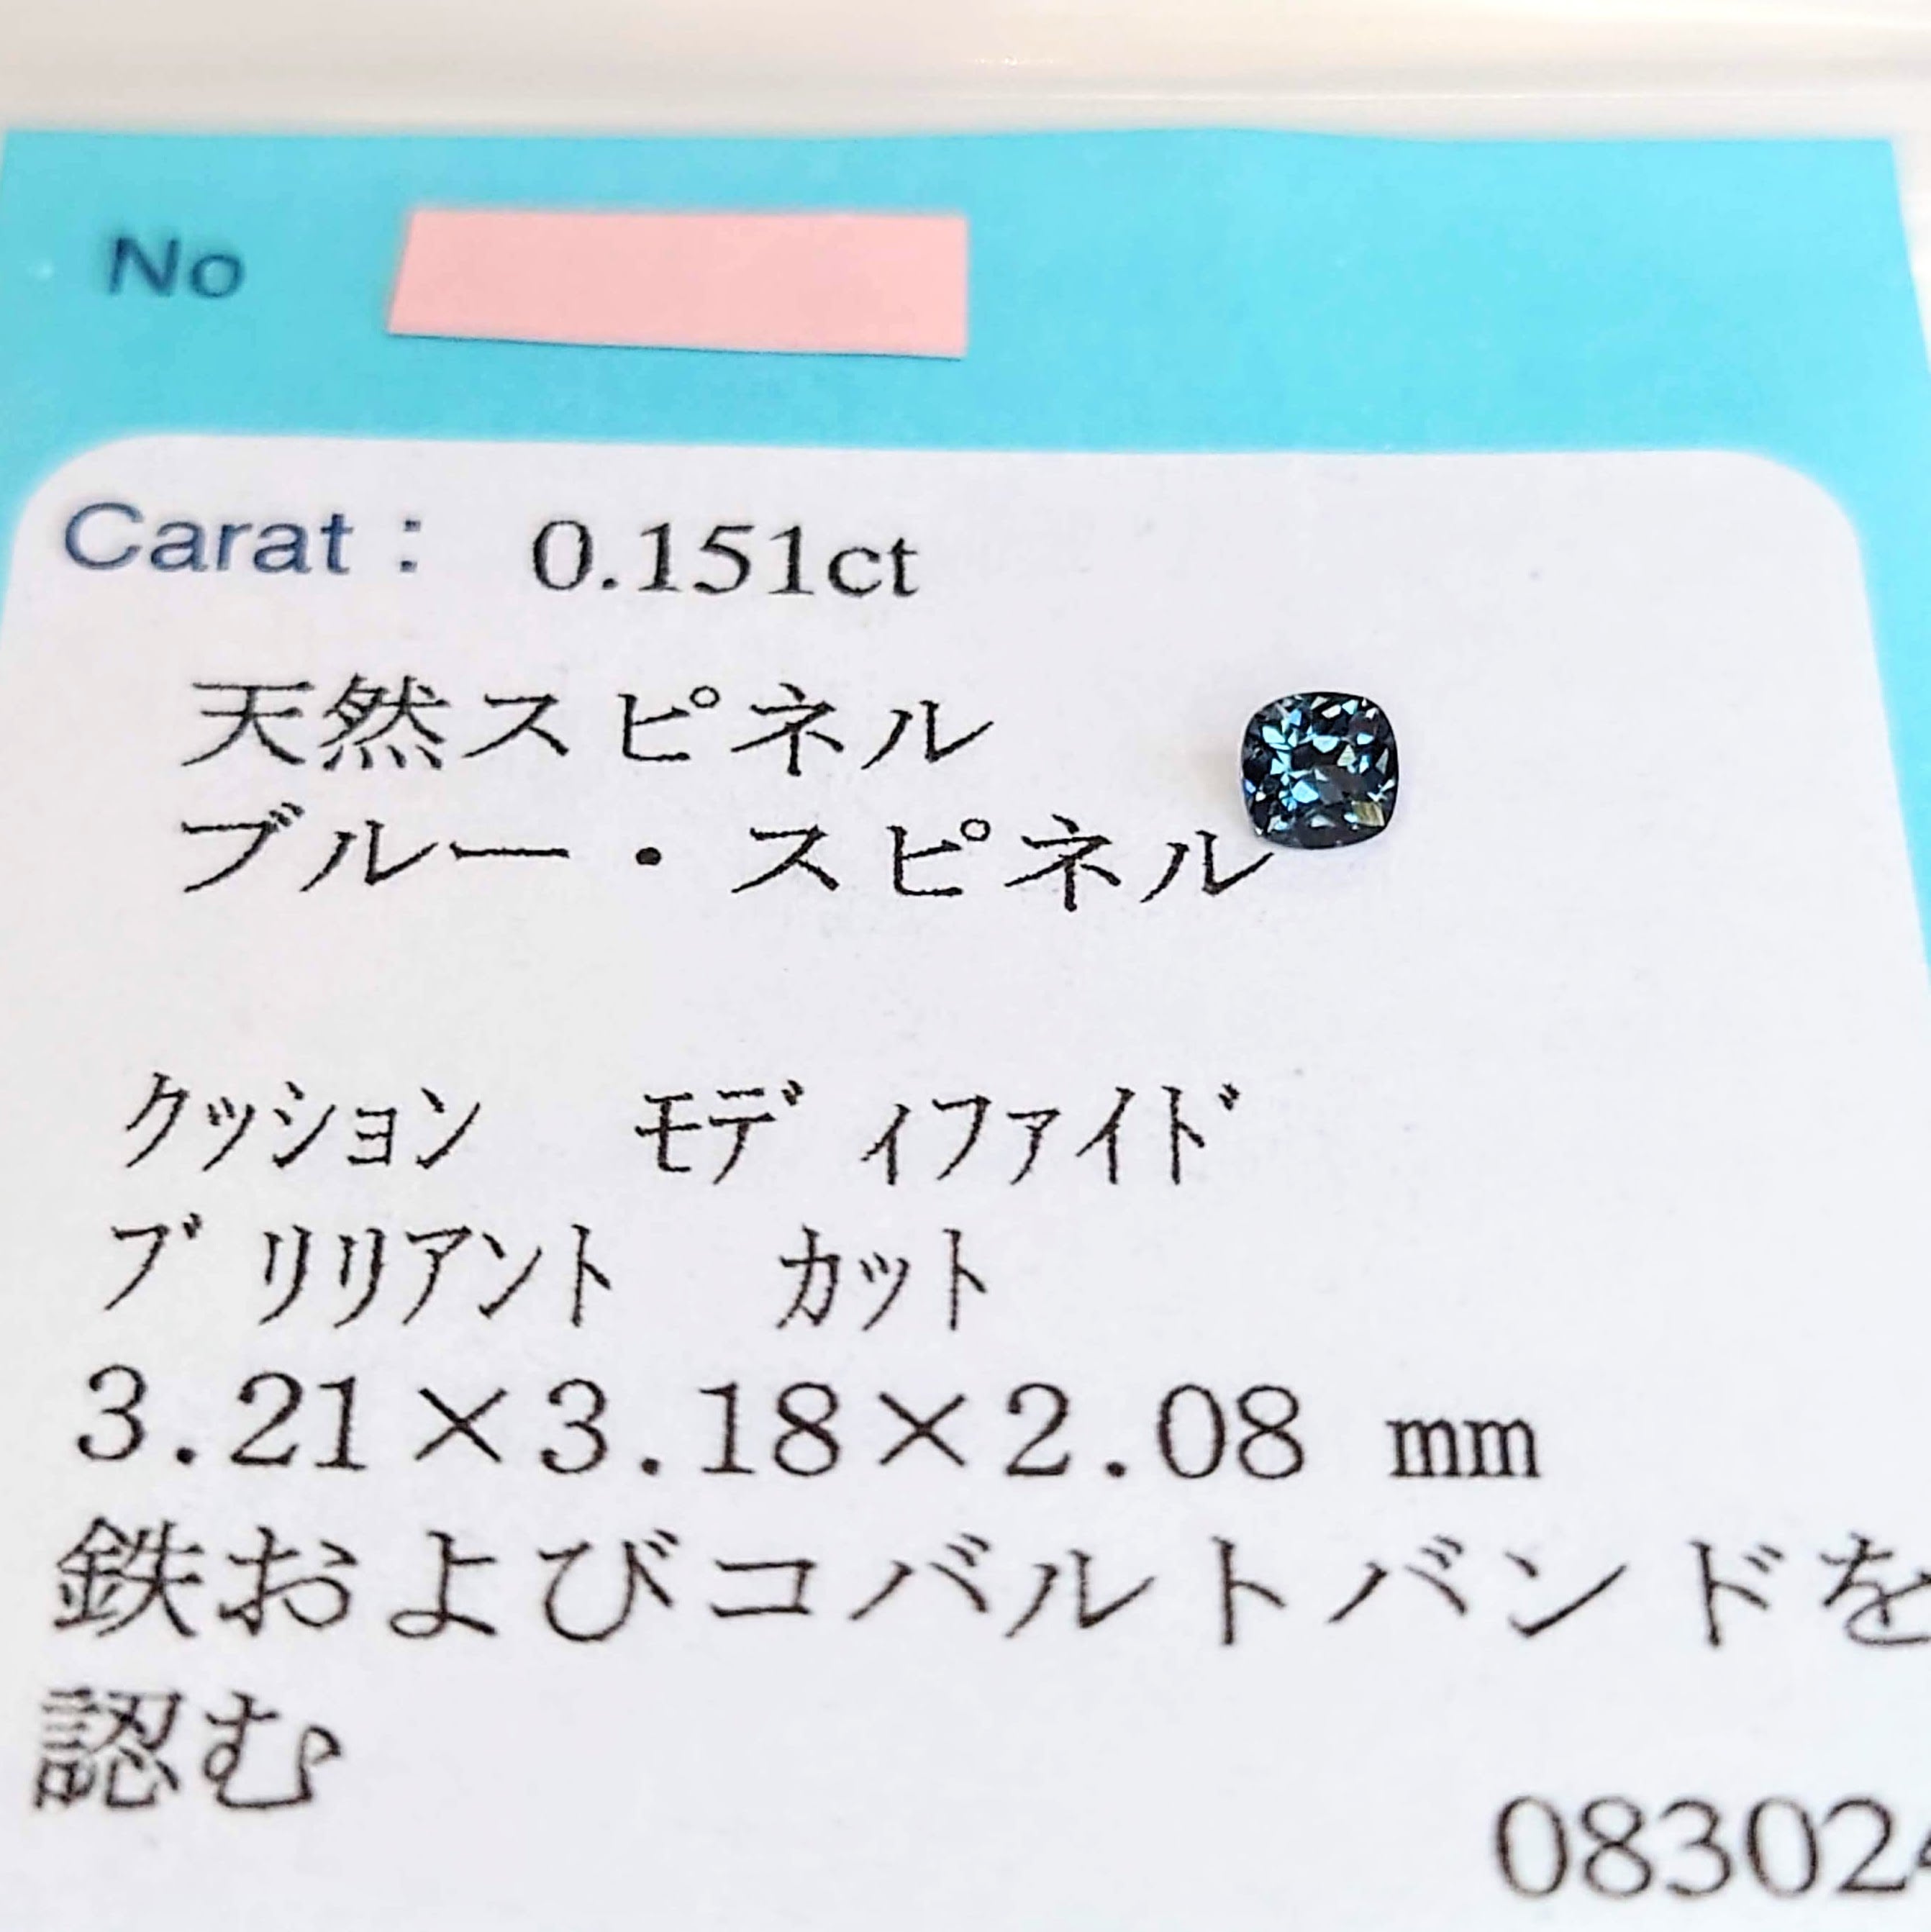 No
Carat : 0.151ct
天然スピネル
ブルー・スピネル
ｸｯｼｮﾝ ﾓﾃﾞｨﾌｧｲﾄﾞ
ﾌﾞﾘﾘｱﾝﾄ ｶｯﾄ
3.21×3.18×2.08 mm
鉄およびコバルトバンドを
認む
08302